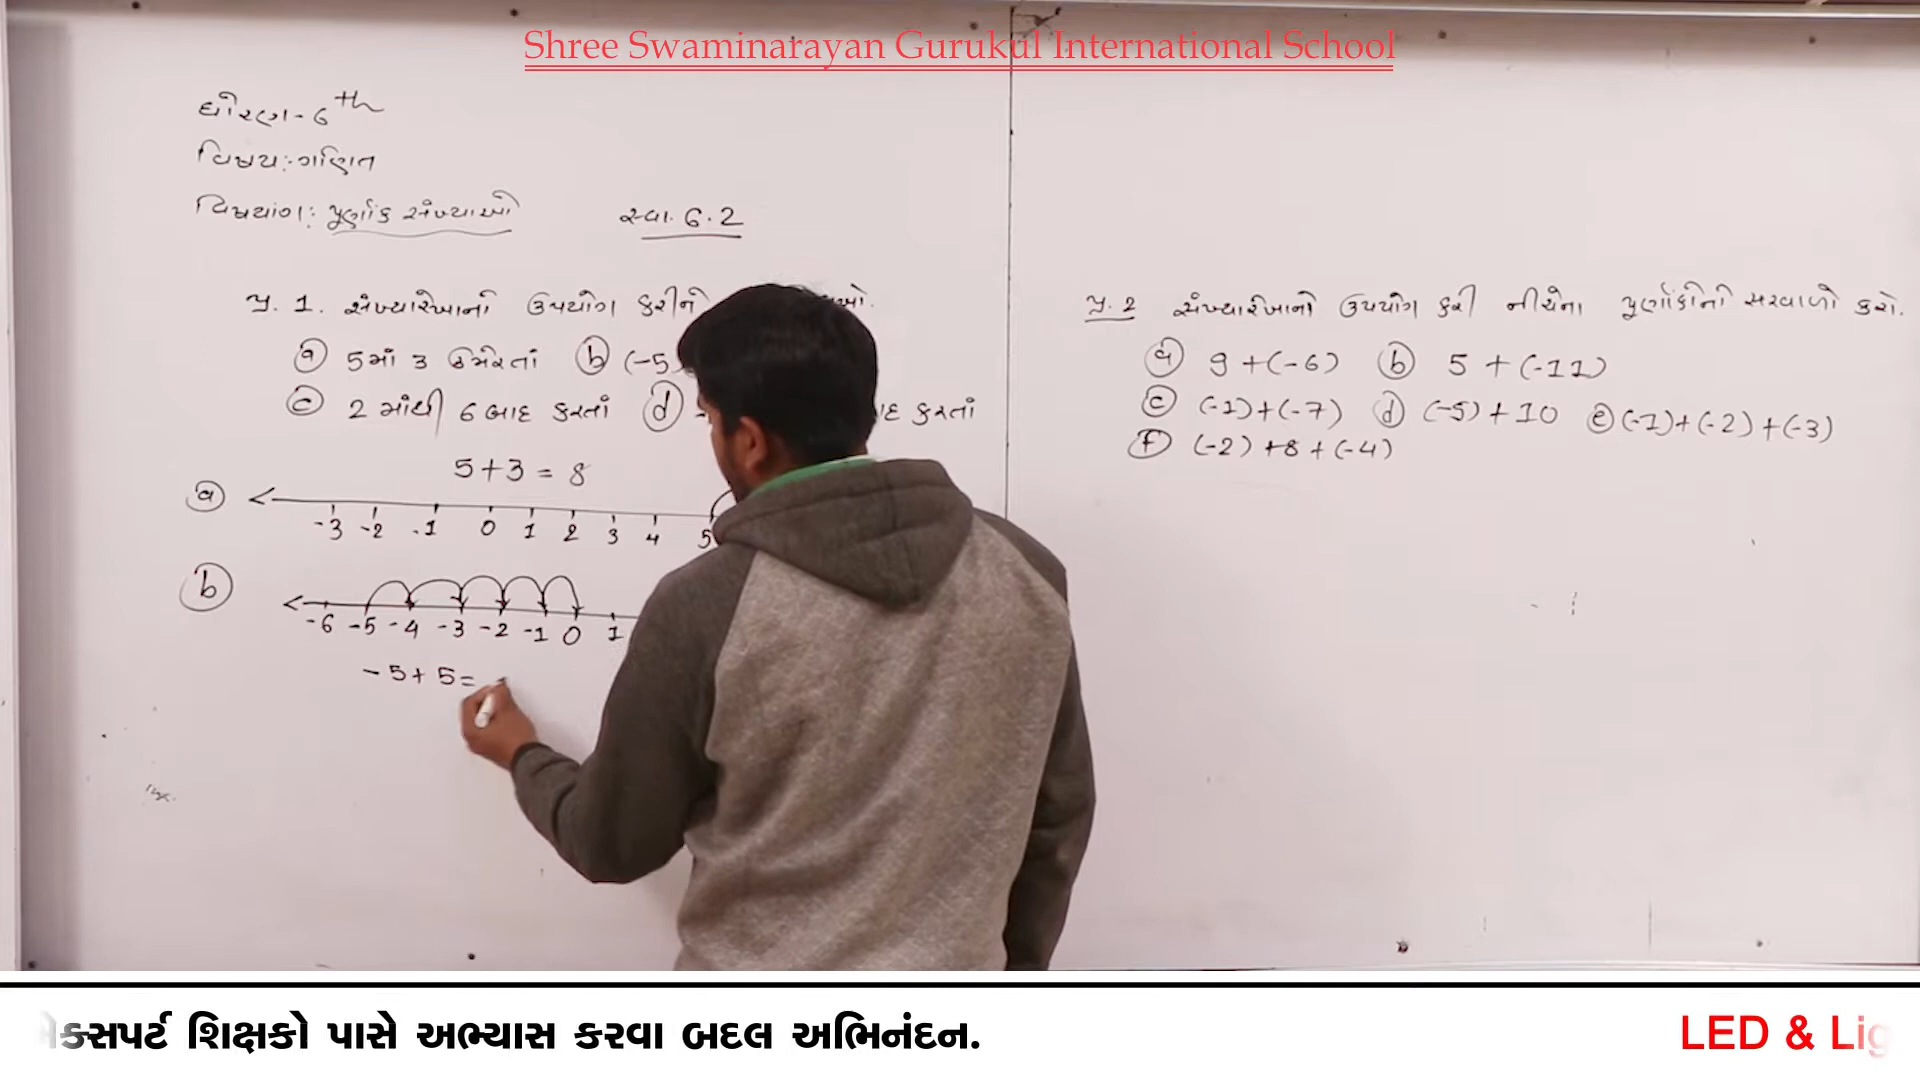 Shree Swaminarayan Gurukul International School
ધોરણ - 6th
વિષય : ગણિત
વિષયાંગ : પૂર્ણાંક સંખ્યાઓ સ્વા. 6.2
પ્ર. 1. સંખ્યારેખાનો ઉપયોગ કરીને
(a) 5માં 3 ઉમેરતાં (b) (-5)
(c) 2 માંથી 6 બાદ કરતાં (d) બાદ કરતાં
5+3 = 8
(a) -3 -2 -1 0 1 2 3 4 5
(b) -6 -5 -4 -3 -2 -1 0 1
-5+5=
પ્ર. 2 સંખ્યારેખાનો ઉપયોગ કરી નીચેના પૂર્ણાંકોનો સરવાળો કરો.
(a) 9+(-6) (b) 5+(-11)
(c) (-1)+(-7) (d) (-5)+10 (e) (-1)+(-2)+(-3)
(f) (-2)+8+(-4)
શિક્ષકો પાસે અભ્યાસ કરવા બદલ અભિનંદન. LED &